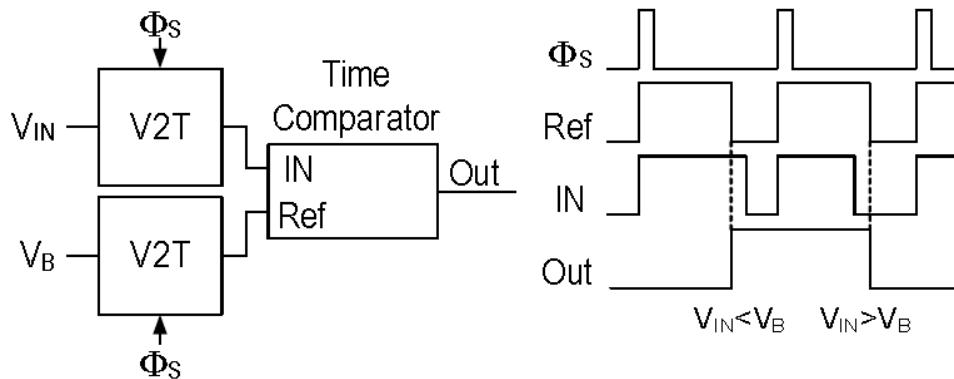 Φs
V2T
VIN
Time
Comparator
IN
Ref
Out
V2T
VB
Φs
Φs
Ref
IN
Out
VIN<VB
VIN>VB